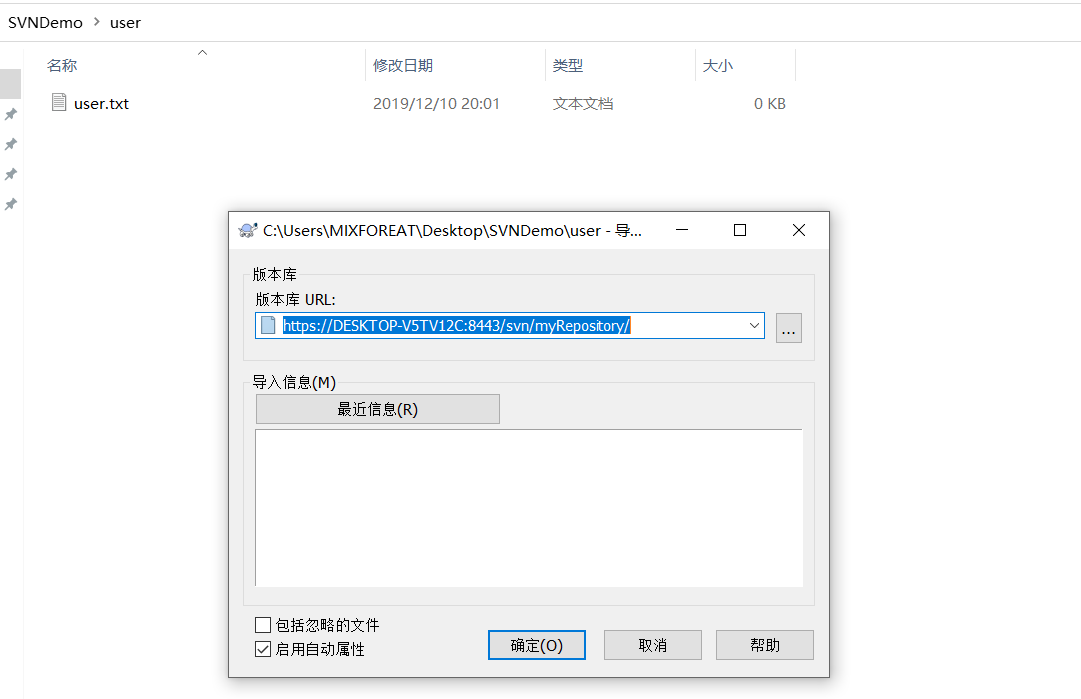 SVNDemo > user
名称 修改日期 类型 大小
user.txt 2019/12/10 20:01 文本文档 0 KB
C:\Users\MIXFOREAT\Desktop\SVNDemo\user - 导...
版本库
版本库 URL:
https://DESKTOP-V5TV12C:8443/svn/myRepository/ ...
导入信息(M)
最近信息(R)
包括忽略的文件
启用自动属性
确定(O) 取消 帮助